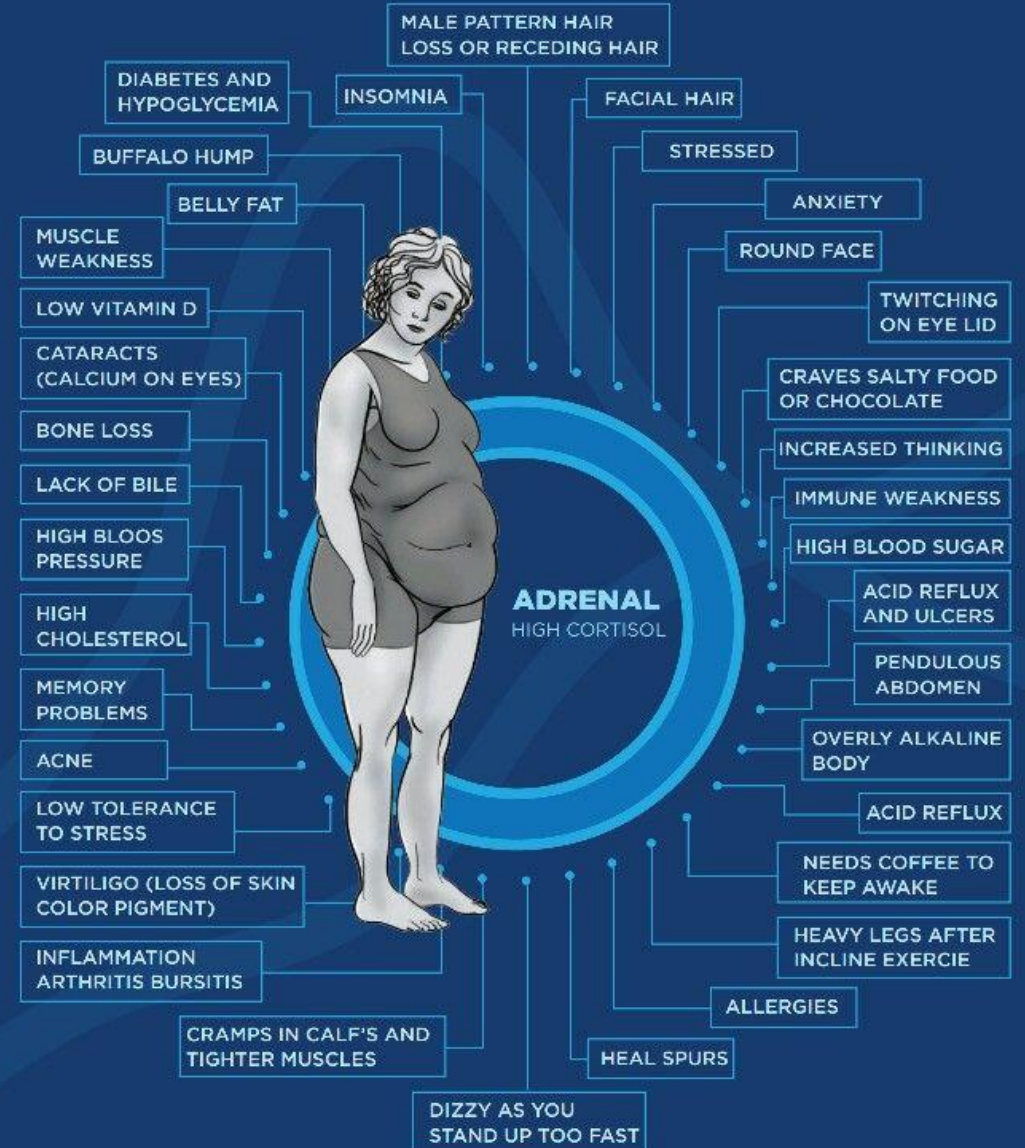 MALE PATTERN HAIR
LOSS OR RECEDING HAIR
DIABETES AND
HYPOGLYCEMIA
INSOMNIA
FACIAL HAIR
BUFFALO HUMP
STRESSED
BELLY FAT
ANXIETY
MUSCLE
WEAKNESS
ROUND FACE
LOW VITAMIN D
TWITCHING
ON EYE LID
CATARACTS
(CALCIUM ON EYES)
CRAVES SALTY FOOD
OR CHOCOLATE
BONE LOSS
INCREASED THINKING
LACK OF BILE
IMMUNE WEAKNESS
HIGH BLOOS
PRESSURE
HIGH BLOOD SUGAR
HIGH
CHOLESTEROL
ACID REFLUX
AND ULCERS
ADRENAL
HIGH CORTISOL
MEMORY
PROBLEMS
PENDULOUS
ABDOMEN
ACNE
OVERLY ALKALINE
BODY
LOW TOLERANCE
TO STRESS
ACID REFLUX
VIRTILIGO (LOSS OF SKIN
COLOR PIGMENT)
NEEDS COFFEE TO
KEEP AWAKE
INFLAMMATION
ARTHRITIS BURSITIS
HEAVY LEGS AFTER
INCLINE EXERCIE
ALLERGIES
CRAMPS IN CALF'S AND
TIGHTER MUSCLES
HEAL SPURS
DIZZY AS YOU
STAND UP TOO FAST